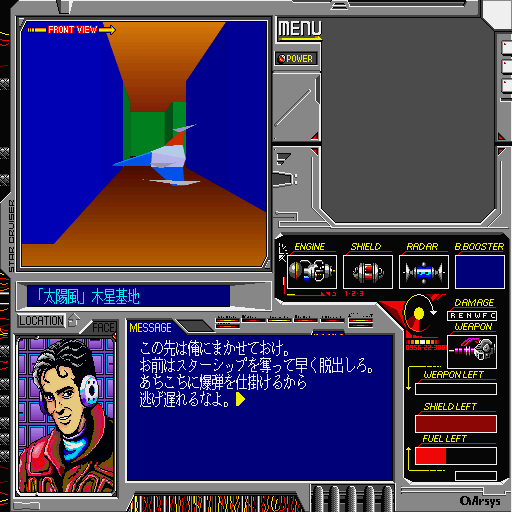 FRONT VIEW
MENU
POWER
STAR CRUISER
ENGINE
SHIELD
RADAR
B.BOOSTER
「太陽風」木星基地
LOCATION
FACE
MESSAGE
この先は俺にまかせておけ。
お前はスターシップを奪って早く脱出しろ。
あちこちに爆弾を仕掛けるから
逃げ遅れるなよ。
DAMAGE
R E N W F C
WEAPON
WEAPON LEFT
SHIELD LEFT
FUEL LEFT
Arsys